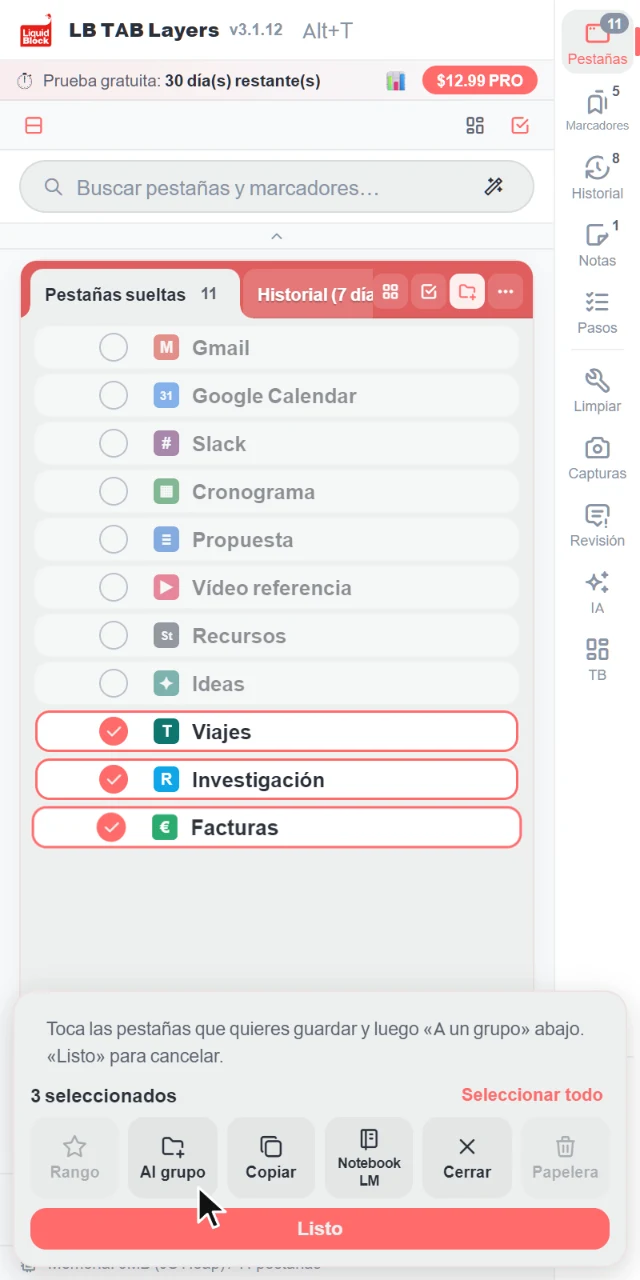 Liquid Block
LB TAB Layers v3.1.12 Alt+T
11
Pestañas
Prueba gratuita: 30 día(s) restante(s)
$12.99 PRO
5
Marcadores
Buscar pestañas y marcadores…
8
Historial
1
Notas
Pasos
Limpiar
Capturas
Revisión
IA
TB
Pestañas sueltas 11
Historial (7 día
M Gmail
31 Google Calendar
# Slack
Cronograma
Propuesta
Vídeo referencia
St Recursos
Ideas
T Viajes
R Investigación
€ Facturas
Toca las pestañas que quieres guardar y luego «A un grupo» abajo.
«Listo» para cancelar.
3 seleccionados
Seleccionar todo
Rango
Al grupo
Copiar
Notebook
LM
Cerrar
Papelera
Listo